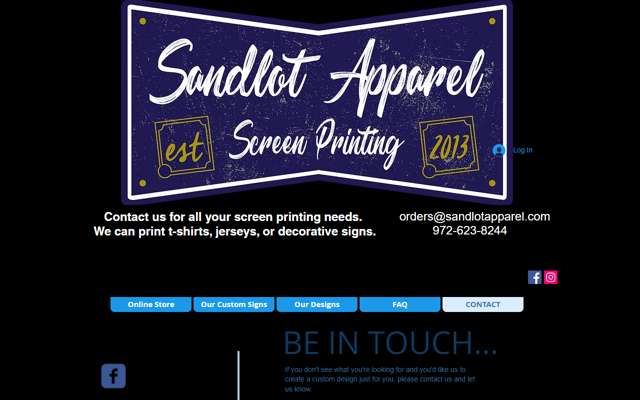 Sandlot Apparel
Screen Printing
est
2013
Log In
Contact us for all your screen printing needs.
We can print t-shirts, jerseys, or decorative signs.
orders@sandlotapparel.com
972-623-8244
Online Store
Our Custom Signs
Our Designs
FAQ
CONTACT
BE IN TOUCH...
If you don't see what you're looking for and you'd like us to
create a custom design just for you, please contact us and let
us know.